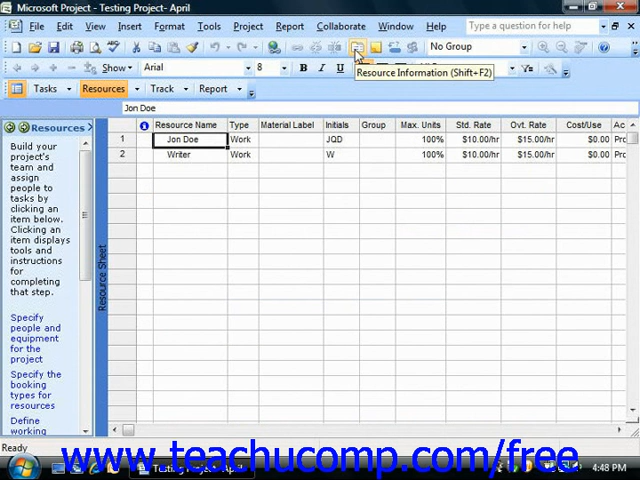 Microsoft Project - Testing Project- April
File Edit View Insert Format Tools Project Report Collaborate Window Help Type a question for help
No Group
Show Arial 8 B I U
Resource Information (Shift+F2)
Tasks Resources Track Report
Jon Doe
Resources
Resource Name Type Material Label Initials Group Max. Units Std. Rate Ovt. Rate Cost/Use Ac
1 Jon Doe Work JQD 100% $10.00/hr $15.00/hr $0.00 Pro
2 Writer Work W 100% $10.00/hr $15.00/hr $0.00 Pro
Build your
project's
team and
assign
people to
tasks by
clicking an
item below.
Clicking an
item displays
tools and
instructions
for
completing
that step.
Specify
people and
equipment
for the
project
Specify the
booking
types for
resources
Define
working
Resource Sheet
Ready
www.teachucomp.com/free
Testing Project- April
4:48 PM